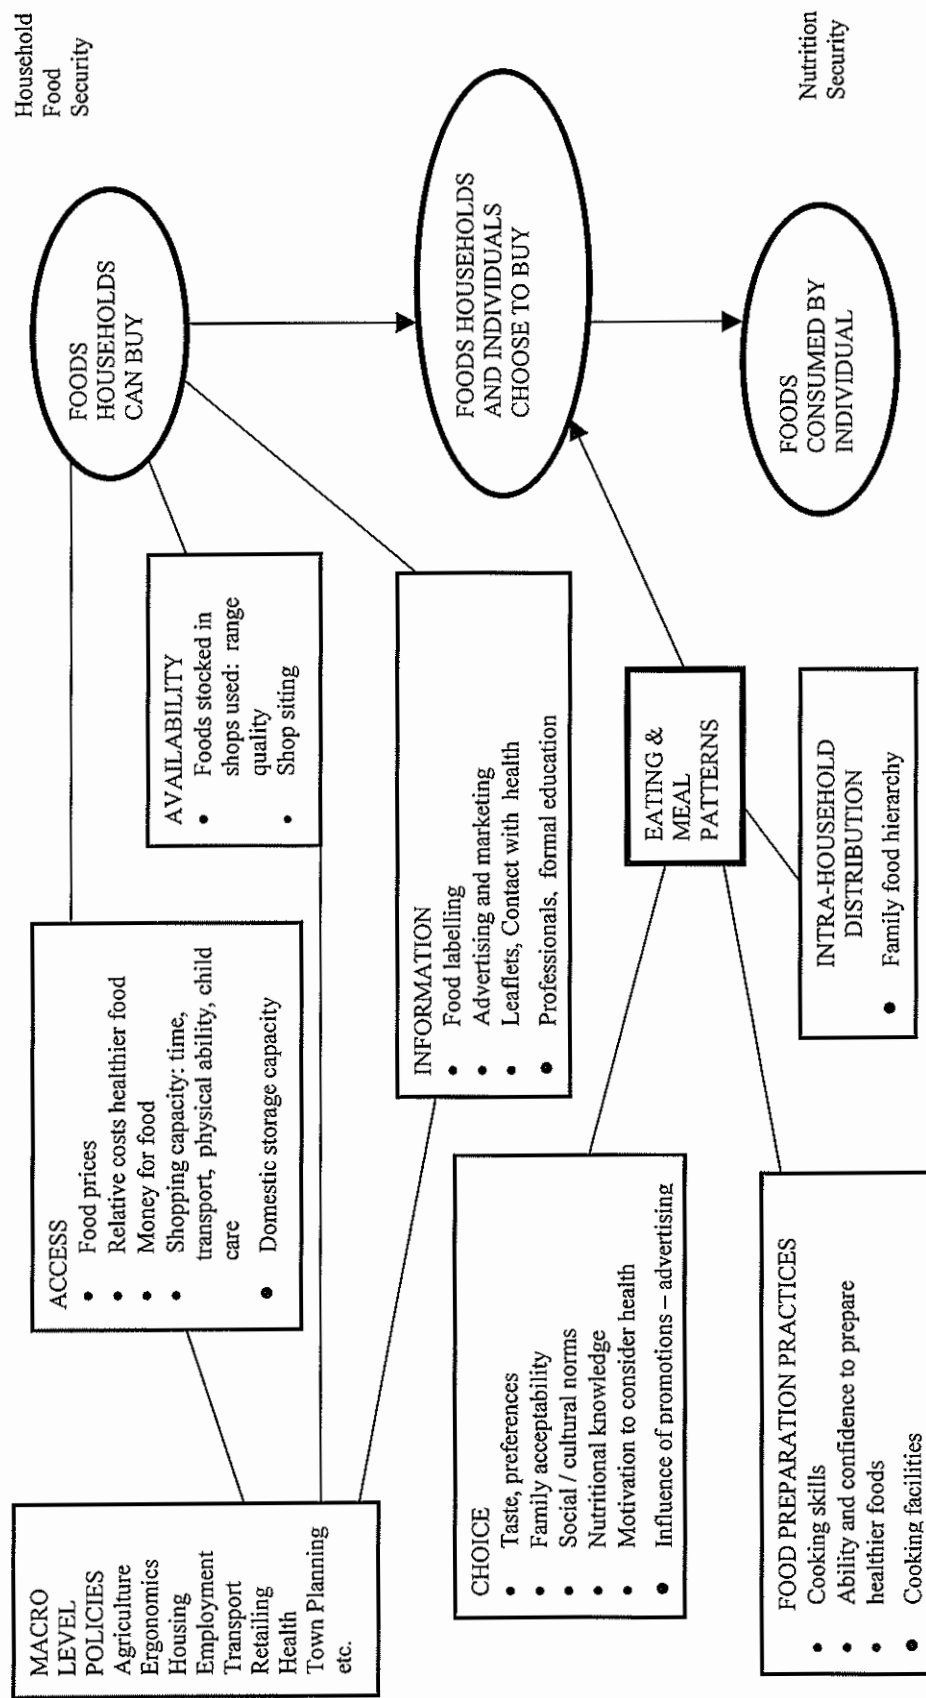 MACRO
LEVEL
POLICIES
Agriculture
Ergonomics
Housing
Employment
Transport
Retailing
Health
Town Planning
etc.
ACCESS
• Food prices
• Relative costs healthier food
• Money for food
• Shopping capacity: time,
transport, physical ability, child
care
• Domestic storage capacity
AVAILABILITY
• Foods stocked in
shops used: range
quality
• Shop siting
FOODS
HOUSEHOLDS
CAN BUY
Household
Food
Security
INFORMATION
• Food labelling
• Advertising and marketing
• Leaflets, Contact with health
• Professionals, formal education
FOODS HOUSEHOLDS
AND INDIVIDUALS
CHOOSE TO BUY
CHOICE
• Taste, preferences
• Family acceptability
• Social / cultural norms
• Nutritional knowledge
• Motivation to consider health
• Influence of promotions – advertising
EATING &
MEAL
PATTERNS
FOOD PREPARATION PRACTICES
• Cooking skills
• Ability and confidence to prepare
• healthier foods
• Cooking facilities
INTRA-HOUSEHOLD
DISTRIBUTION
• Family food hierarchy
FOODS
CONSUMED BY
INDIVIDUAL
Nutrition
Security